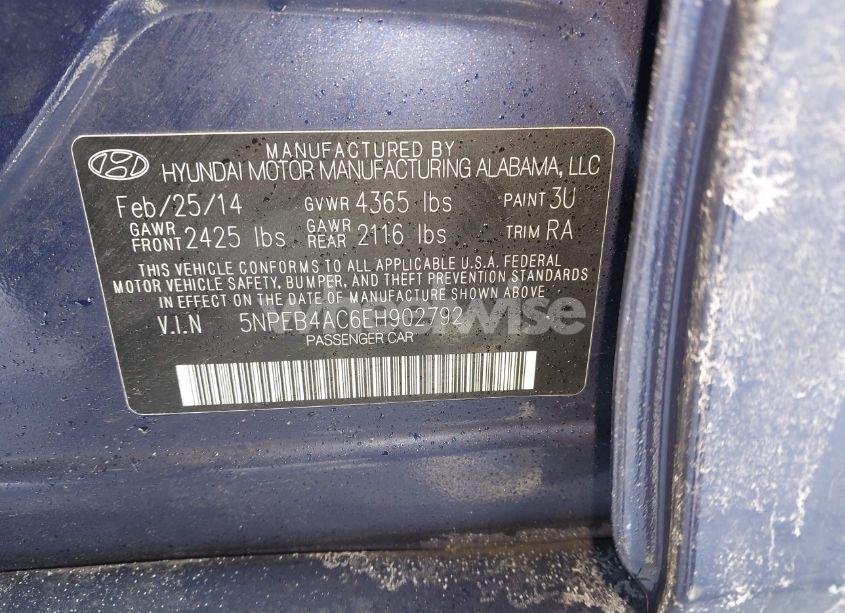 MANUFACTURED BY
HYUNDAI MOTOR MANUFACTURING ALABAMA, LLC
Feb/25/14 GVWR 4365 lbs PAINT 3U
GAWR FRONT 2425 lbs GAWR REAR 2116 lbs TRIM RA
THIS VEHICLE CONFORMS TO ALL APPLICABLE U.S.A. FEDERAL
MOTOR VEHICLE SAFETY, BUMPER, AND THEFT PREVENTION STANDARDS
IN EFFECT ON THE DATE OF MANUFACTURE SHOWN ABOVE.
V.I.N 5NPEB4AC6EH902792
PASSENGER CAR